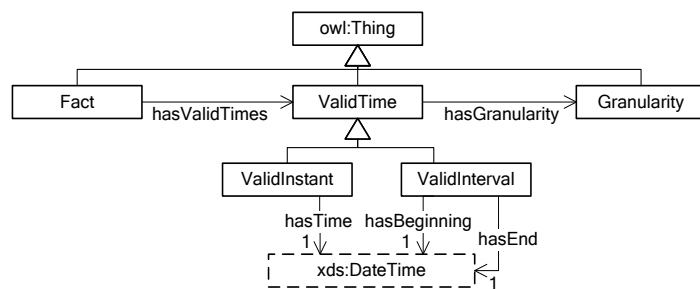 owl:Thing
Fact
hasValidTimes
ValidTime
hasGranularity
Granularity
ValidInstant
ValidInterval
hasTime
hasBeginning
hasEnd
1
1
1
xds:DateTime